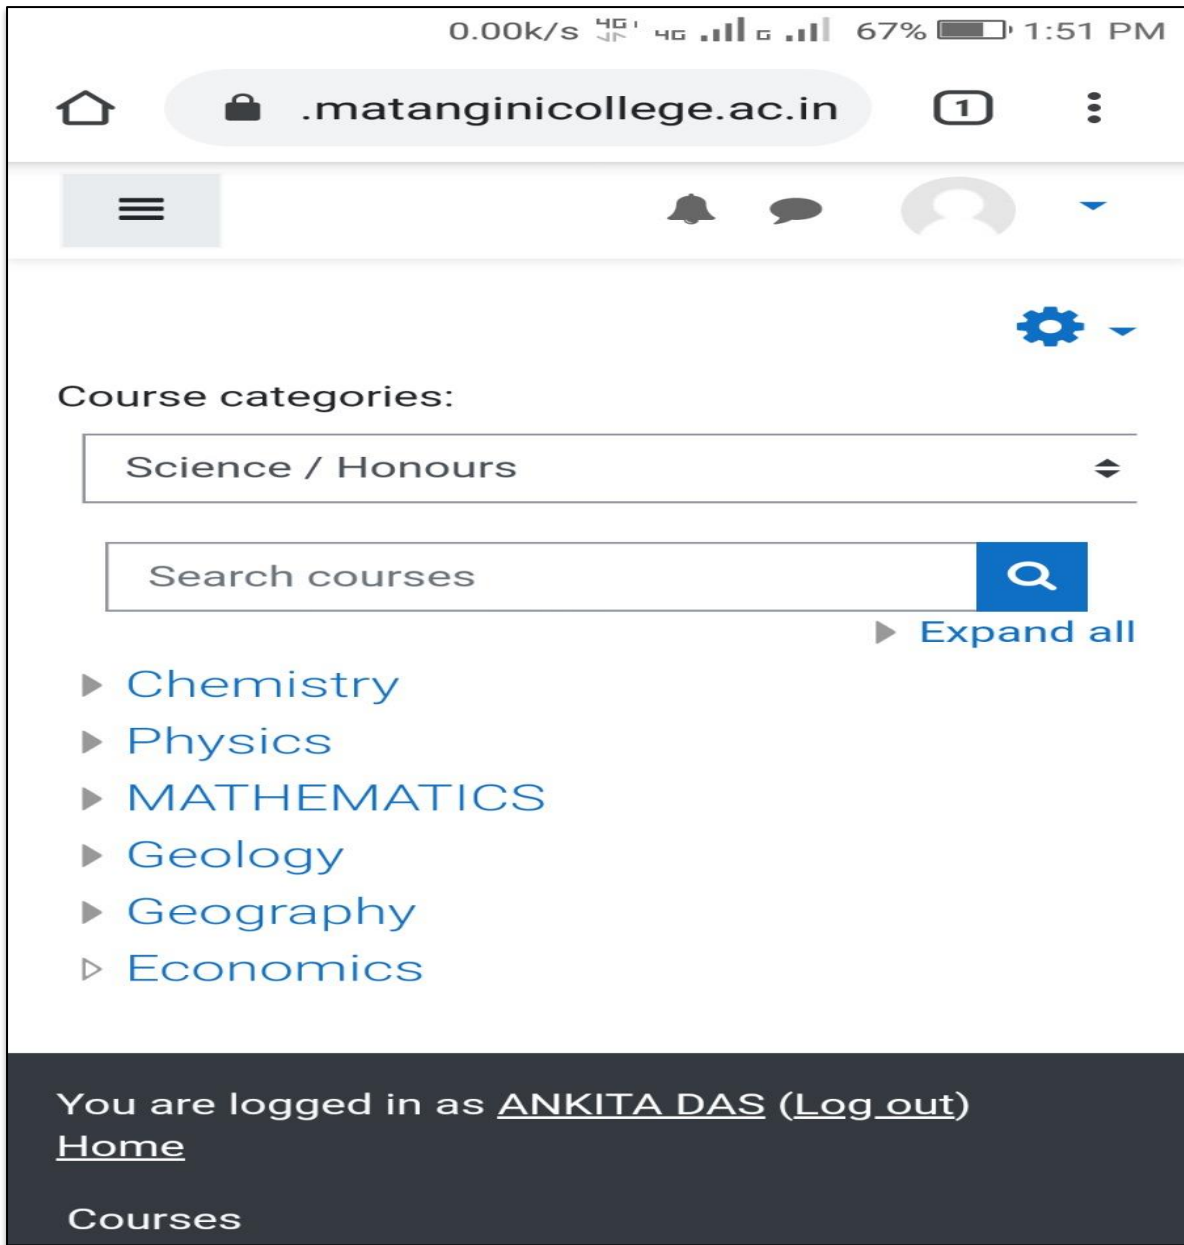 0.00k/s 4G 4G G 67% 1:51 PM
.matanginicollege.ac.in 1
Course categories:
Science / Honours
Search courses
Expand all
Chemistry
Physics
MATHEMATICS
Geology
Geography
Economics
You are logged in as ANKITA DAS (Log out)
Home
Courses